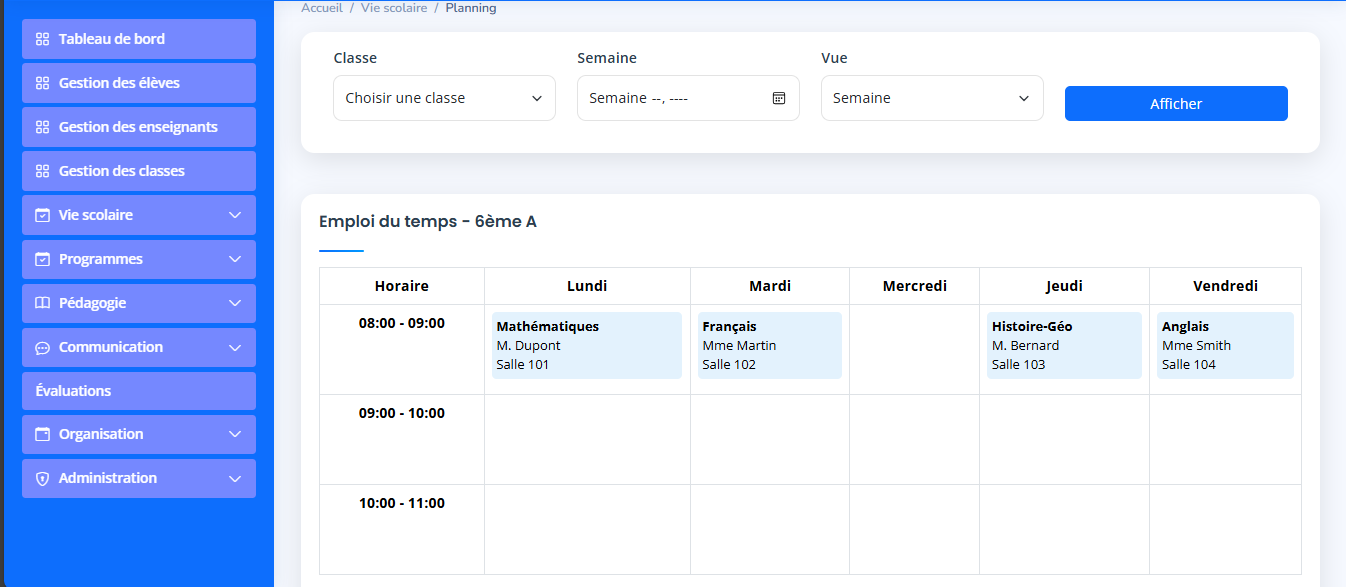 Accueil / Vie scolaire / Planning
Tableau de bord
Gestion des élèves
Gestion des enseignants
Gestion des classes
Vie scolaire
Programmes
Pédagogie
Communication
Évaluations
Organisation
Administration
Classe Semaine Vue
Choisir une classe Semaine --, ---- Semaine Afficher
Emploi du temps - 6ème A
Horaire Lundi Mardi Mercredi Jeudi Vendredi
08:00 - 09:00
Mathématiques
M. Dupont
Salle 101
Français
Mme Martin
Salle 102
Histoire-Géo
M. Bernard
Salle 103
Anglais
Mme Smith
Salle 104
09:00 - 10:00
10:00 - 11:00